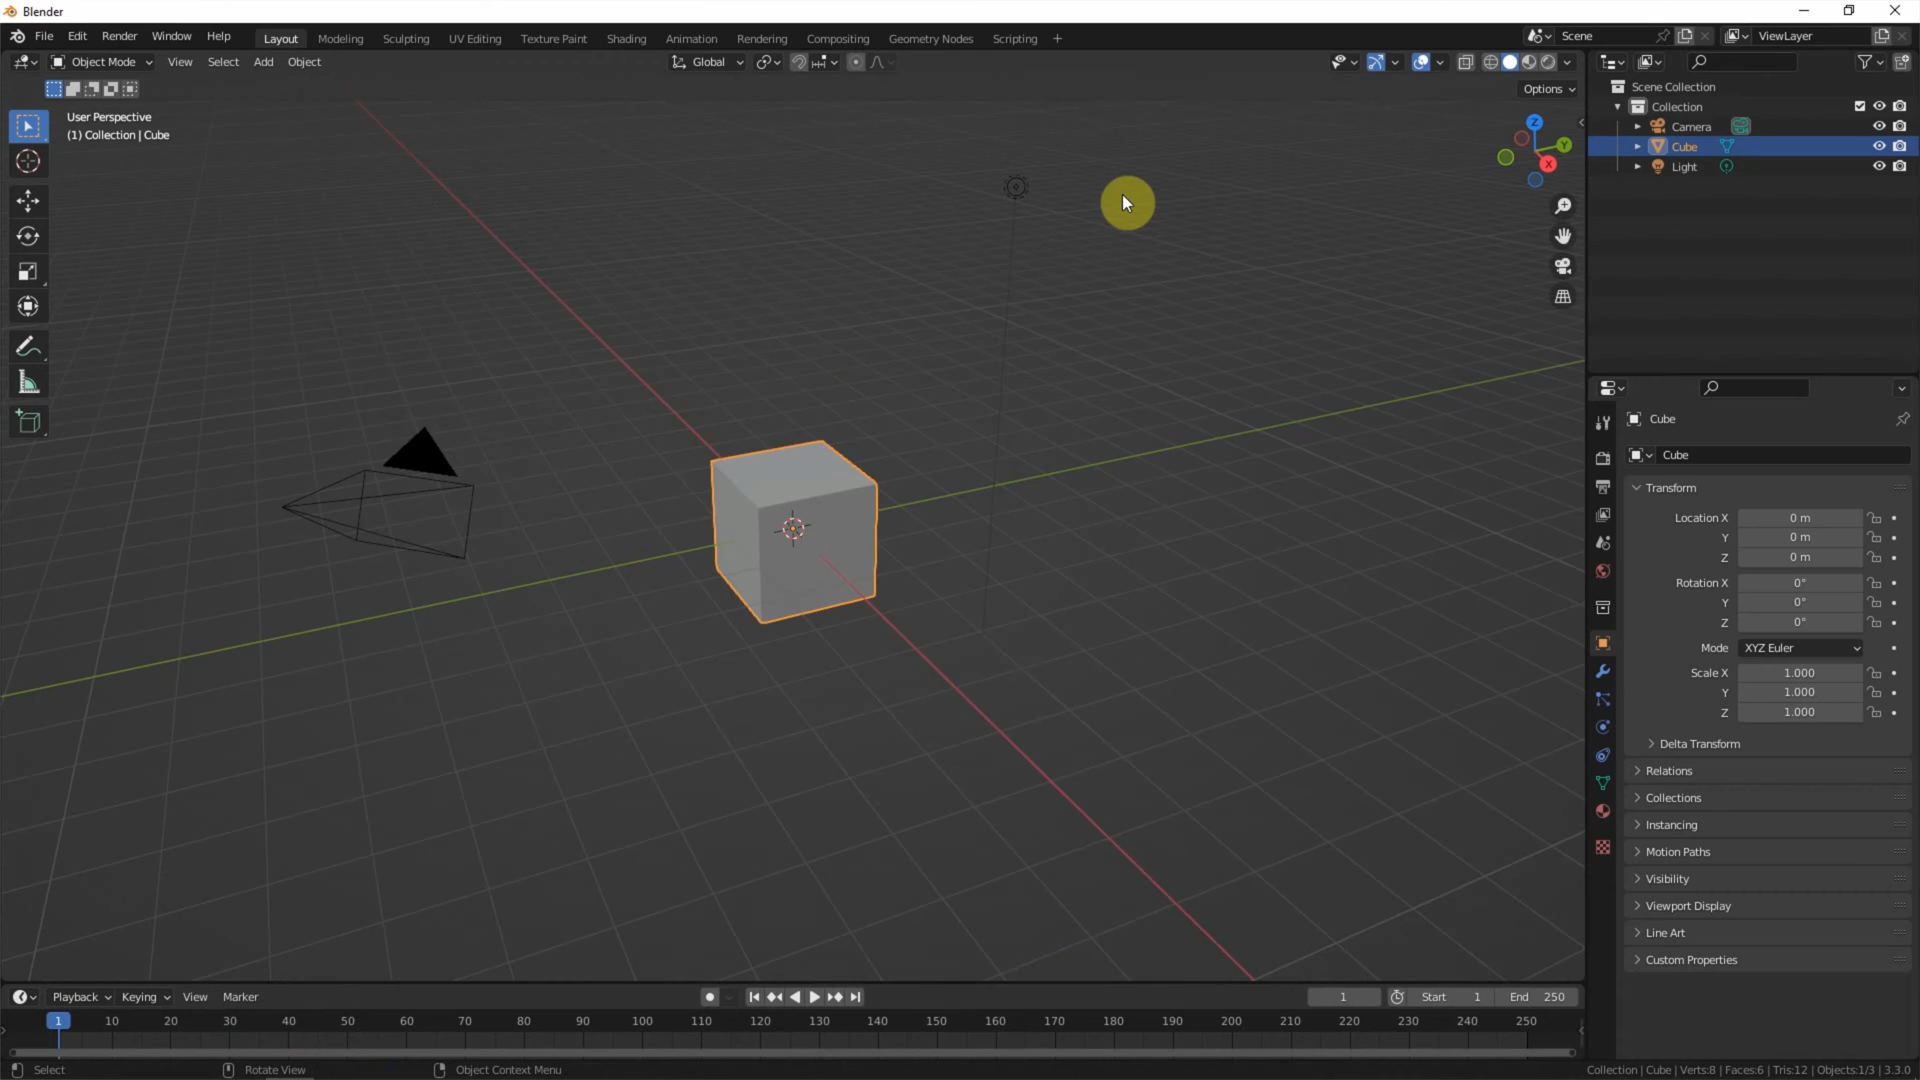 Blender
File Edit Render Window Help Layout Modeling Sculpting UV Editing Texture Paint Shading Animation Rendering Compositing Geometry Nodes Scripting + Scene ViewLayer
Object Mode View Select Add Object Global
Options
User Perspective
(1) Collection | Cube
Z
Y
X
Scene Collection
Collection
Camera
Cube
Light
Cube
Cube
Transform
Location X 0 m
Y 0 m
Z 0 m
Rotation X 0°
Y 0°
Z 0°
Mode XYZ Euler
Scale X 1.000
Y 1.000
Z 1.000
Delta Transform
Relations
Collections
Instancing
Motion Paths
Visibility
Viewport Display
Line Art
Custom Properties
Playback Keying View Marker 1 Start 1 End 250
1 10 20 30 40 50 60 70 80 90 100 110 120 130 140 150 160 170 180 190 200 210 220 230 240 250
Select Rotate View Object Context Menu Collection | Cube | Verts:8 | Faces:6 | Tris:12 | Objects:1/3 | 3.3.0